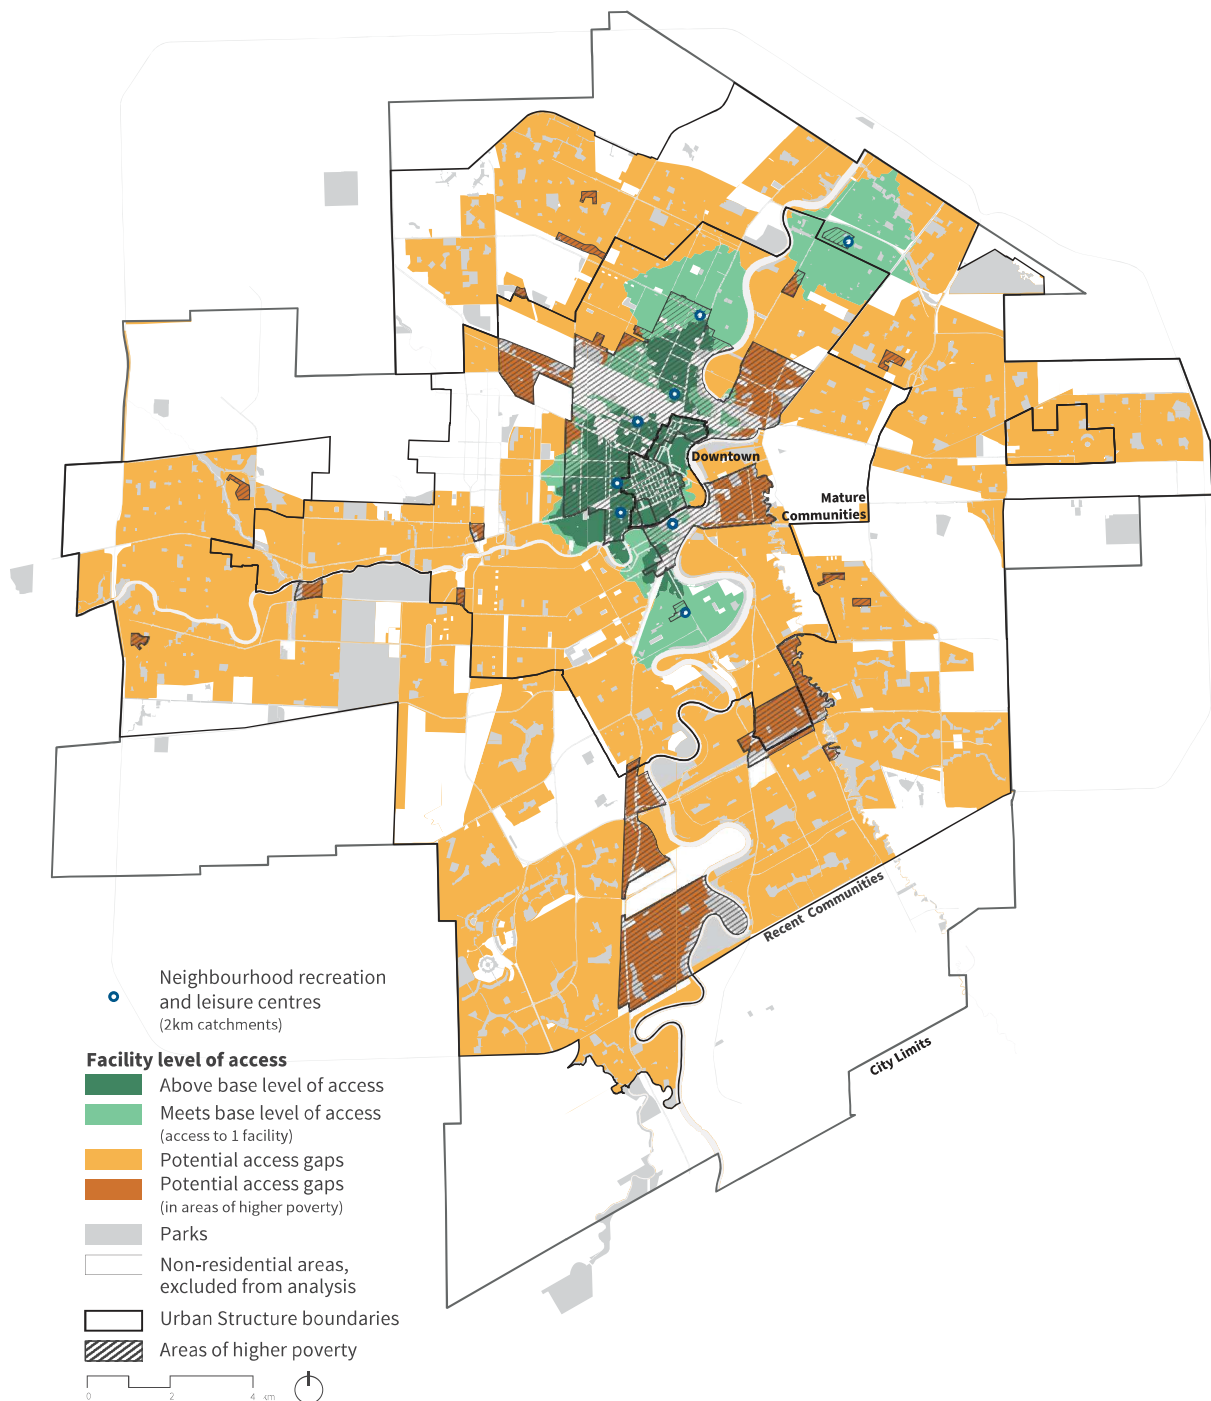 Downtown
Mature
Communities
Recent Communities
City Limits
Neighbourhood recreation
and leisure centres
(2km catchments)
Facility level of access
Above base level of access
Meets base level of access
(access to 1 facility)
Potential access gaps
Potential access gaps
(in areas of higher poverty)
Parks
Non-residential areas,
excluded from analysis
Urban Structure boundaries
Areas of higher poverty
0 2 4 km